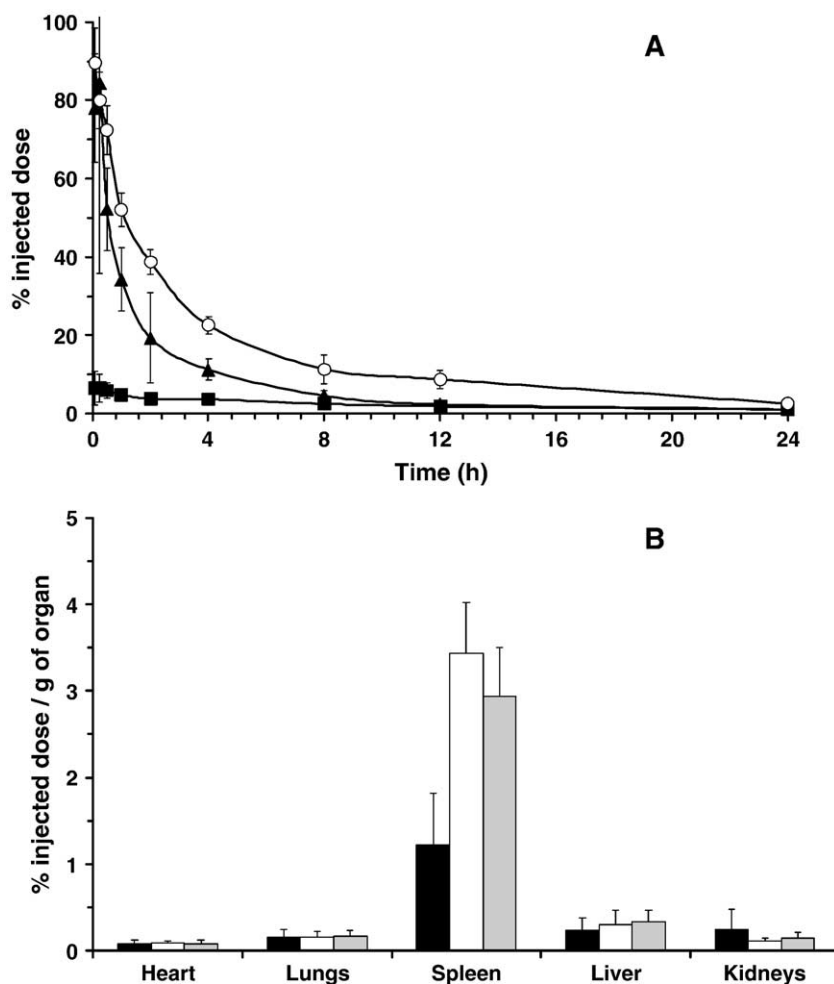 A
% injected dose
100
80
60
40
20
0
0 4 8 12 16 20 24
Time (h)
B
% injected dose / g of organ
5
4
3
2
1
0
Heart Lungs Spleen Liver Kidneys